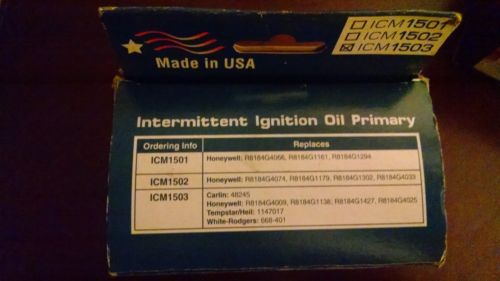 ICM1501
ICM1502
ICM1503
Made in USA
Intermittent Ignition Oil Primary
Ordering Info Replaces
ICM1501 Honeywell: R8184G4066, R8184G1161, R8184G1294
ICM1502 Honeywell: R8184G4074, R8184G1179, R8184G1302, R8184G4033
ICM1503 Carlin: 48245
Honeywell: R8184G4009, R8184G1138, R8184G1427, R8184G4025
Tempstar/Heil: 1147017
White-Rodgers: 668-401